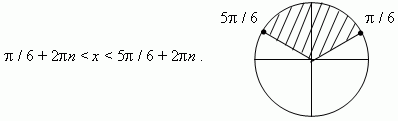 5π / 6
π / 6
π / 6 + 2πn < x < 5π / 6 + 2πn .